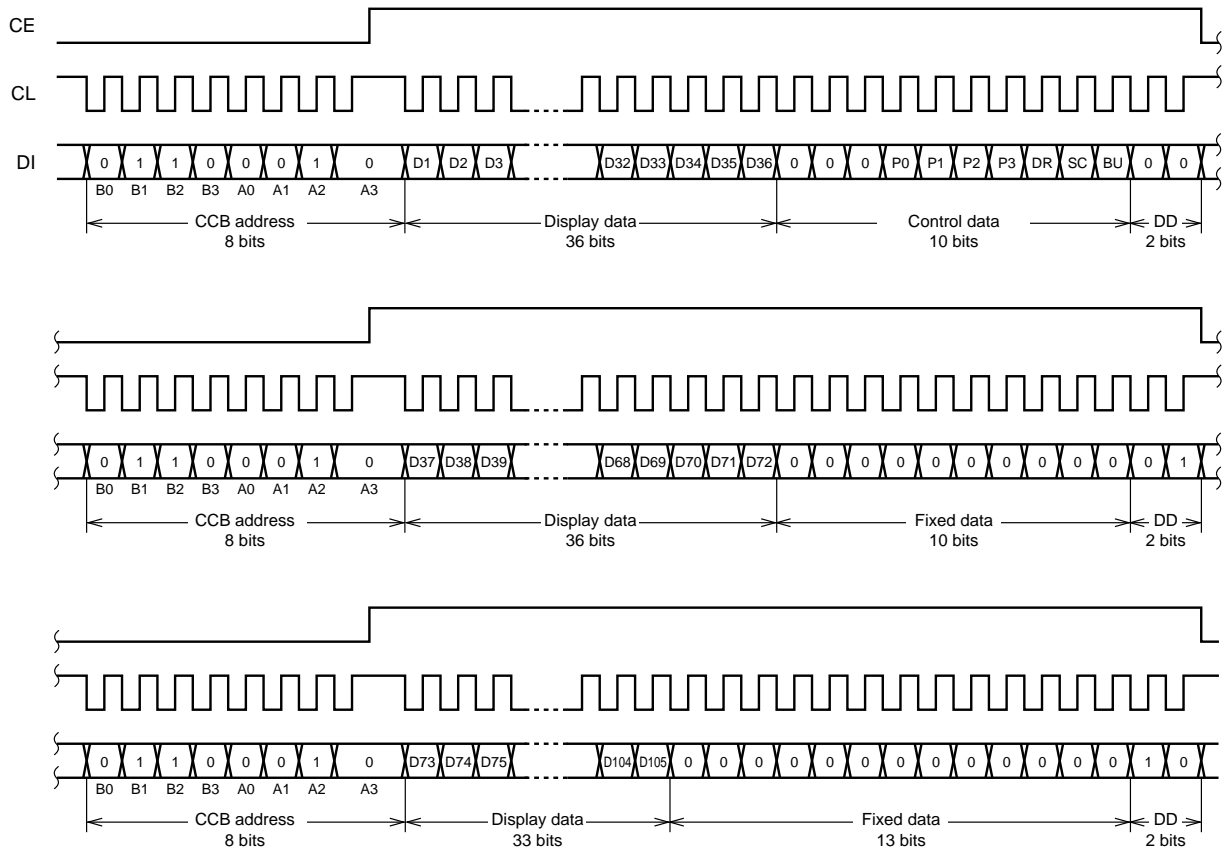 CE
CL
DI 0 1 1 0 0 0 1 0 D1 D2 D3 D32 D33 D34 D35 D36 0 0 0 P0 P1 P2 P3 DR SC BU 0 0
B0 B1 B2 B3 A0 A1 A2 A3
CCB address Display data Control data DD
8 bits 36 bits 10 bits 2 bits
0 1 1 0 0 0 1 0 D37 D38 D39 D68 D69 D70 D71 D72 0 0 0 0 0 0 0 0 0 0 0 1
B0 B1 B2 B3 A0 A1 A2 A3
CCB address Display data Fixed data DD
8 bits 36 bits 10 bits 2 bits
0 1 1 0 0 0 1 0 D73 D74 D75 D104 D105 0 0 0 0 0 0 0 0 0 0 0 0 0 1 0
B0 B1 B2 B3 A0 A1 A2 A3
CCB address Display data Fixed data DD
8 bits 33 bits 13 bits 2 bits